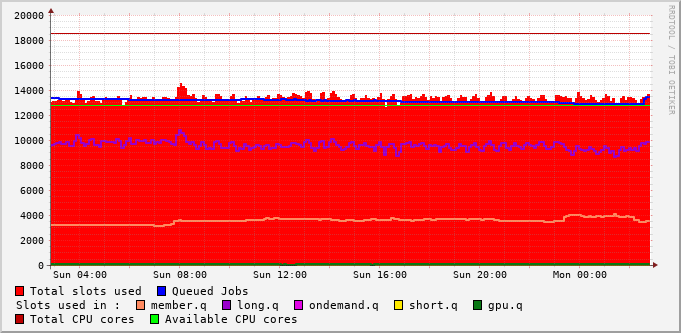 20000
18000
16000
14000
12000
10000
8000
6000
4000
2000
0
Sun 04:00 Sun 08:00 Sun 12:00 Sun 16:00 Sun 20:00 Mon 00:00
Total slots used Queued Jobs
Slots used in : member.q long.q ondemand.q short.q gpu.q
Total CPU cores Available CPU cores
RRDTOOL / TOBI OETIKER